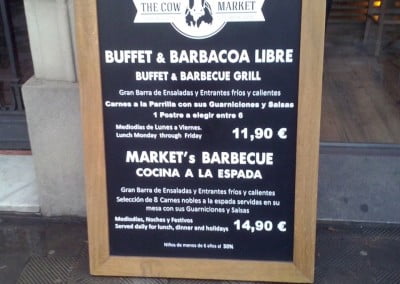 THE COW MARKET
BUFFET & BARBACOA LIBRE
BUFFET & BARBECUE GRILL
Gran Barra de Ensaladas y Entrantes fríos y calientes
Carnes a la Parrilla con sus Guarniciones y Salsas
1 Postre a elegir entre 6
Mediodías de Lunes a Viernes.
Lunch Monday through Friday 11,90 €
MARKET's BARBECUE
COCINA A LA ESPADA
Gran Barra de Ensaladas y Entrantes fríos y calientes
Selección de 8 Carnes nobles a la espada servidas en su
mesa con sus Guarniciones y Salsas
Mediodías, Noches y Festivos
Served daily for lunch, dinner and holidays 14,90 €
Niños de menos de 6 años al 50%